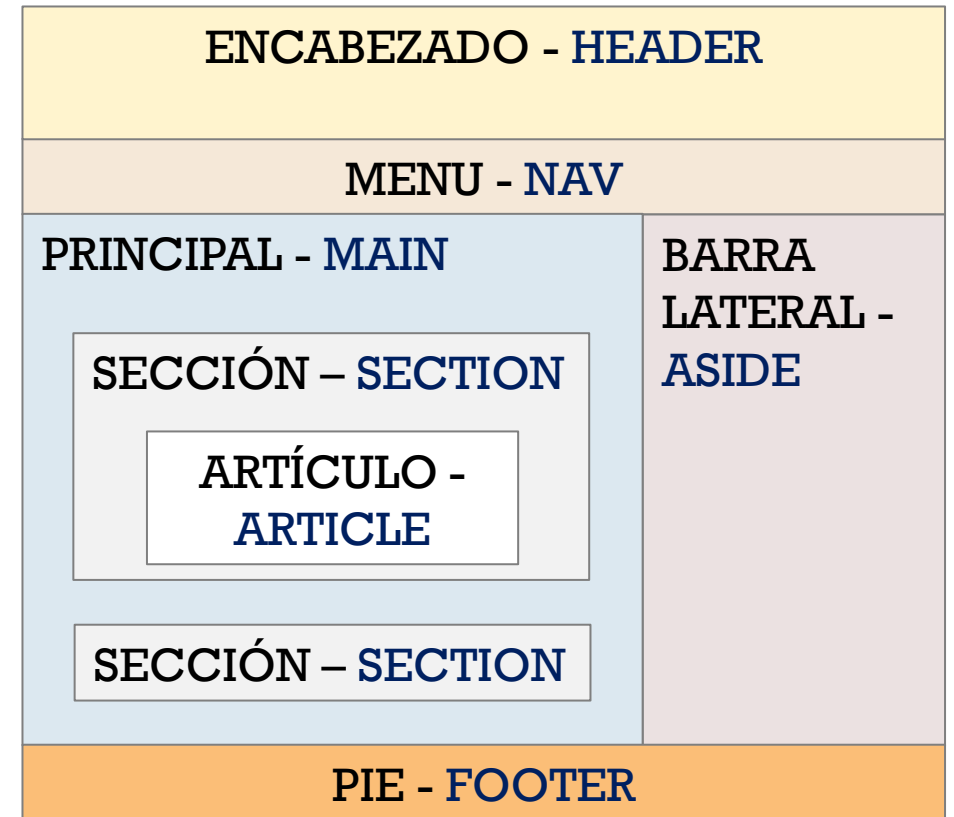 ENCABEZADO - HEADER
MENU - NAV
PRINCIPAL - MAIN
SECCIÓN – SECTION
ARTÍCULO -
ARTICLE
SECCIÓN – SECTION
BARRA
LATERAL -
ASIDE
PIE - FOOTER